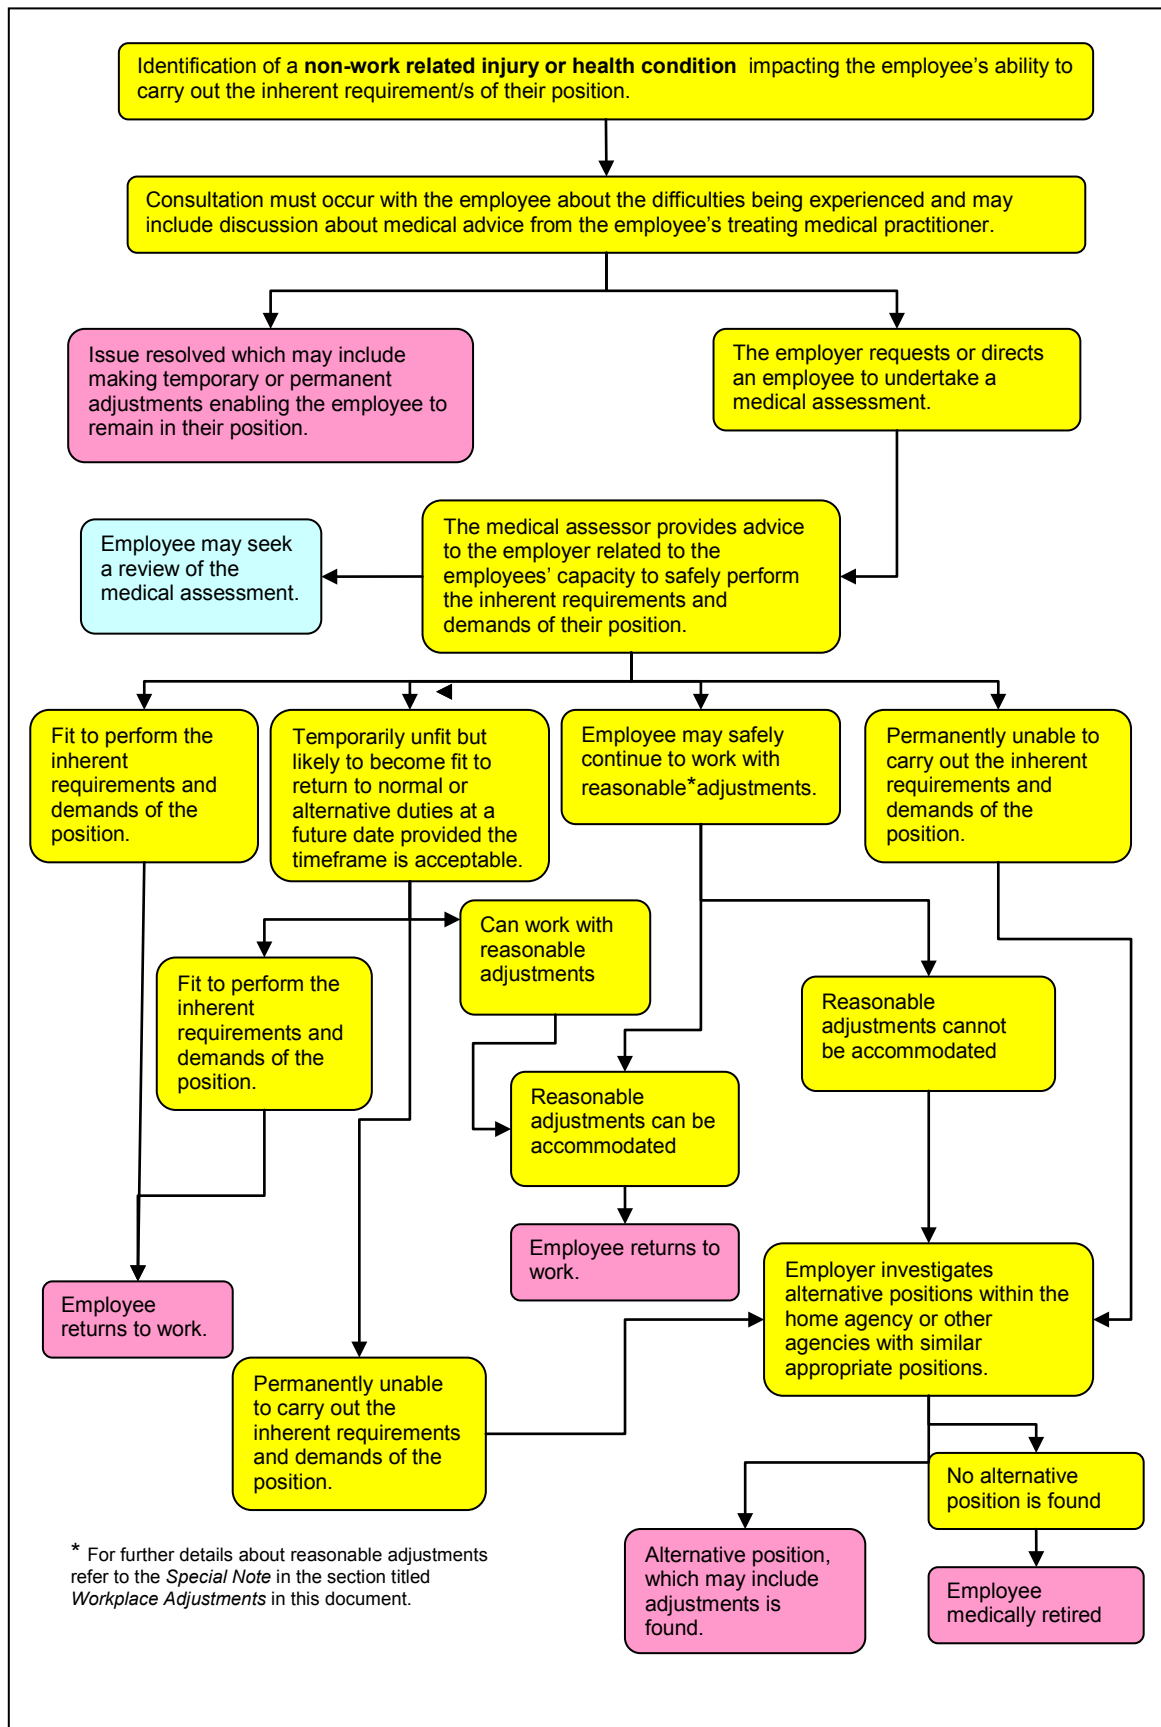 Identification of a non-work related injury or health condition impacting the employee's ability to
carry out the inherent requirement/s of their position.
Consultation must occur with the employee about the difficulties being experienced and may
include discussion about medical advice from the employee's treating medical practitioner.
Issue resolved which may include
making temporary or permanent
adjustments enabling the employee to
remain in their position.
The employer requests or directs
an employee to undertake a
medical assessment.
Employee may seek
a review of the
medical assessment.
The medical assessor provides advice
to the employer related to the
employees' capacity to safely perform
the inherent requirements and
demands of their position.
Fit to perform the
inherent
requirements and
demands of the
position.
Temporarily unfit but
likely to become fit to
return to normal or
alternative duties at a
future date provided the
timeframe is acceptable.
Employee may safely
continue to work with
reasonable*adjustments.
Permanently unable to
carry out the inherent
requirements and
demands of the
position.
Can work with
reasonable
adjustments
Fit to perform the
inherent
requirements and
demands of the
position.
Reasonable
adjustments cannot
be accommodated
Reasonable
adjustments can be
accommodated
Employee returns to
work.
Employee
returns to work.
Employer investigates
alternative positions within the
home agency or other
agencies with similar
appropriate positions.
Permanently unable
to carry out the
inherent requirements
and demands of the
position.
No alternative
position is found
Alternative position,
which may include
adjustments is
found.
Employee
medically retired
* For further details about reasonable adjustments
refer to the Special Note in the section titled
Workplace Adjustments in this document.